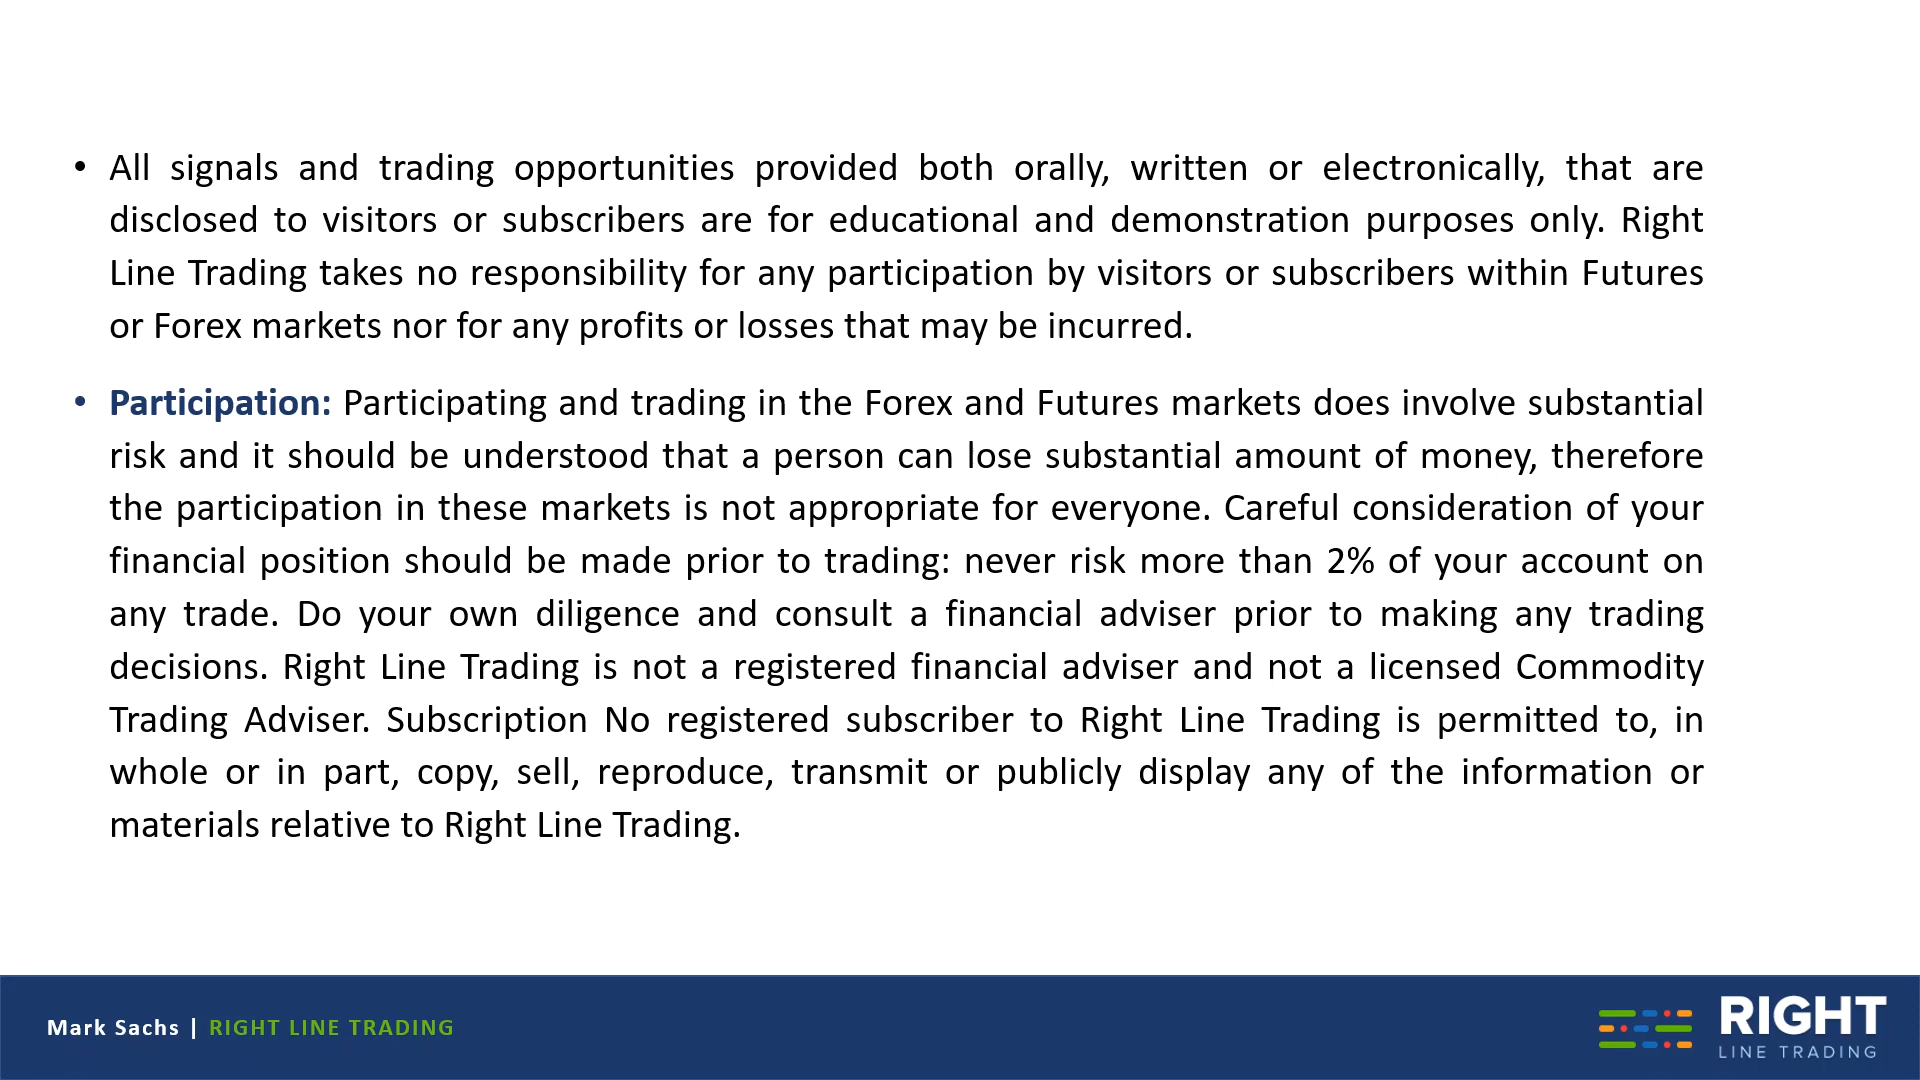 • All signals and trading opportunities provided both orally, written or electronically, that are
disclosed to visitors or subscribers are for educational and demonstration purposes only. Right
Line Trading takes no responsibility for any participation by visitors or subscribers within Futures
or Forex markets nor for any profits or losses that may be incurred.
• Participation: Participating and trading in the Forex and Futures markets does involve substantial
risk and it should be understood that a person can lose substantial amount of money, therefore
the participation in these markets is not appropriate for everyone. Careful consideration of your
financial position should be made prior to trading: never risk more than 2% of your account on
any trade. Do your own diligence and consult a financial adviser prior to making any trading
decisions. Right Line Trading is not a registered financial adviser and not a licensed Commodity
Trading Adviser. Subscription No registered subscriber to Right Line Trading is permitted to, in
whole or in part, copy, sell, reproduce, transmit or publicly display any of the information or
materials relative to Right Line Trading.
Mark Sachs | RIGHT LINE TRADING
RIGHT
LINE TRADING